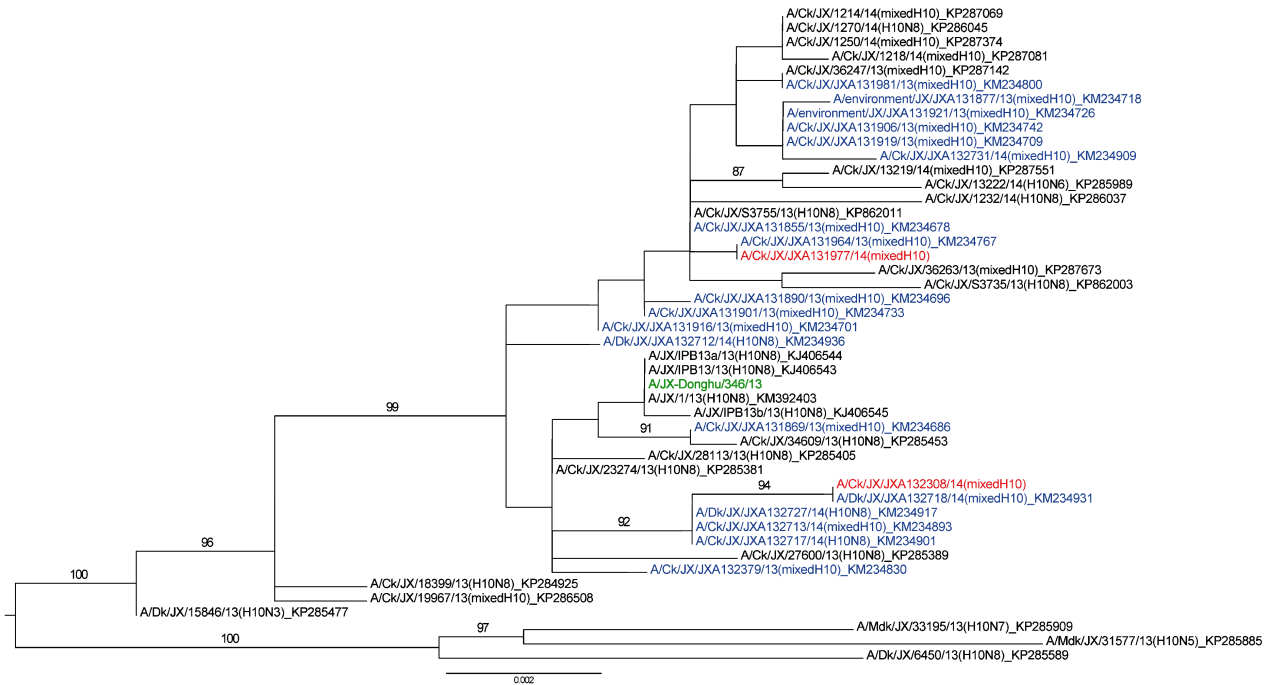 A/Ck/JX/1214/14(mixedH10)_KP287069
A/Ck/JX/1270/14(H10N8)_KP286045
A/Ck/JX/1250/14(mixedH10)_KP287374
A/Ck/JX/1218/14(mixedH10)_KP287081
A/Ck/JX/36247/13(mixedH10)_KP287142
A/Ck/JX/JXA131981/13(mixedH10)_KM234800
A/environment/JX/JXA131877/13(mixedH10)_KM234718
A/environment/JX/JXA131921/13(mixedH10)_KM234726
A/Ck/JX/JXA131906/13(mixedH10)_KM234742
A/Ck/JX/JXA131919/13(mixedH10)_KM234709
A/Ck/JX/JXA132731/14(mixedH10)_KM234909
87
A/Ck/JX/13219/14(mixedH10)_KP287551
A/Ck/JX/13222/14(H10N6)_KP285989
A/Ck/JX/1232/14(H10N8)_KP286037
A/Ck/JX/S3755/13(H10N8)_KP862011
A/Ck/JX/JXA131855/13(mixedH10)_KM234678
A/Ck/JX/JXA131964/13(mixedH10)_KM234767
A/Ck/JX/JXA131977/14(mixedH10)
A/Ck/JX/36263/13(mixedH10)_KP287673
A/Ck/JX/S3735/13(H10N8)_KP862003
A/Ck/JX/JXA131890/13(mixedH10)_KM234696
A/Ck/JX/JXA131901/13(mixedH10)_KM234733
A/Ck/JX/JXA131916/13(mixedH10)_KM234701
A/Dk/JX/JXA132712/14(H10N8)_KM234936
A/JX/IPB13a/13(H10N8)_KJ406544
A/JX/IPB13/13(H10N8)_KJ406543
A/JX-Donghu/346/13
A/JX/1/13(H10N8)_KM392403
99
A/JX/IPB13b/13(H10N8)_KJ406545
91
A/Ck/JX/JXA131869/13(mixedH10)_KM234686
A/Ck/JX/34609/13(H10N8)_KP285453
A/Ck/JX/28113/13(H10N8)_KP285405
A/Ck/JX/23274/13(H10N8)_KP285381
94
A/Ck/JX/JXA132308/14(mixedH10)
A/Dk/JX/JXA132718/14(mixedH10)_KM234931
A/Dk/JX/JXA132727/14(H10N8)_KM234917
92
A/Ck/JX/JXA132713/14(mixedH10)_KM234893
A/Ck/JX/JXA132717/14(H10N8)_KM234901
96
A/Ck/JX/27600/13(H10N8)_KP285389
A/Ck/JX/JXA132379/13(mixedH10)_KM234830
100
A/Ck/JX/18399/13(H10N8)_KP284925
A/Ck/JX/19967/13(mixedH10)_KP286508
A/Dk/JX/15846/13(H10N3)_KP285477
97
A/Mdk/JX/33195/13(H10N7)_KP285909
100
A/Mdk/JX/31577/13(H10N5)_KP285885
A/Dk/JX/6450/13(H10N8)_KP285589
0.002